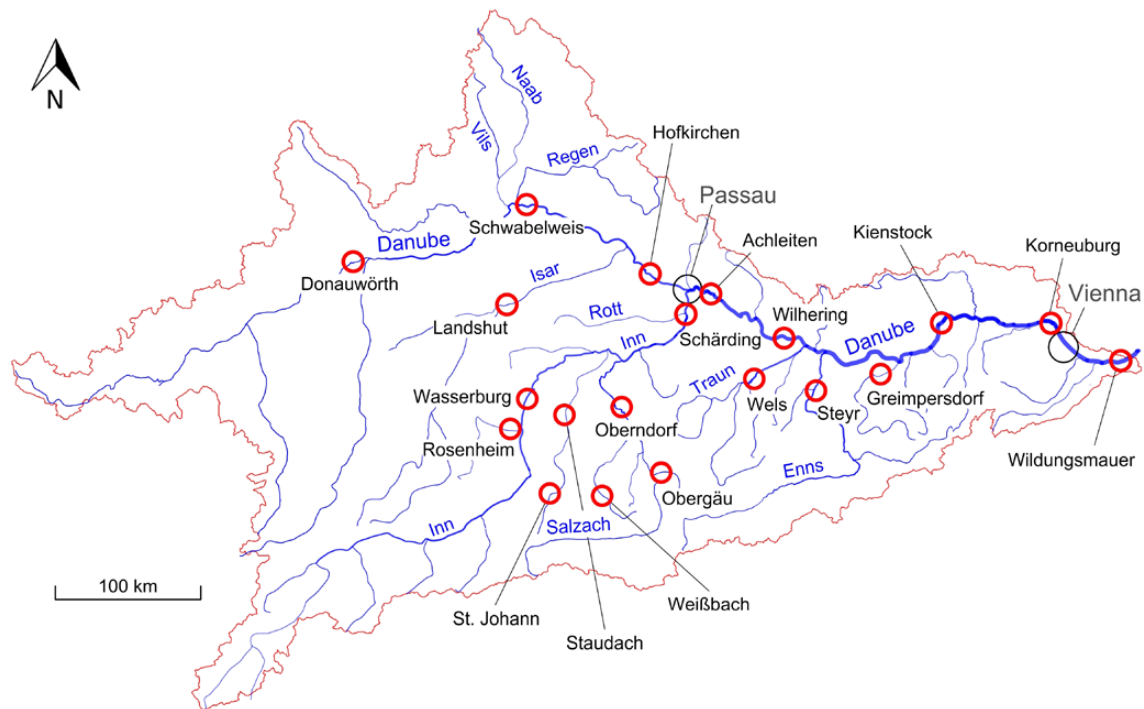 N
Naab
Vils
Regen
Hofkirchen
Passau
Schwabelweis
Achleiten
Kienstock
Korneuburg
Danube
Donauwörth
Isar
Vienna
Landshut
Rott
Inn
Schärding
Wilhering
Danube
Traun
Wels
Steyr
Greimpersdorf
Wasserburg
Rosenheim
Oberndorf
Wildungsmauer
Enns
Obergäu
Inn
Salzach
100 km
St. Johann
Weißbach
Staudach